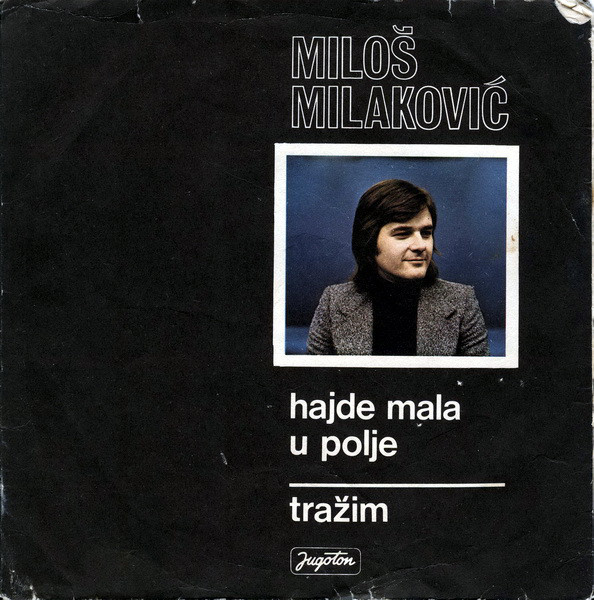 MILOŠ
MILAKOVIĆ
hajde mala
u polje
tražim
Jugoton